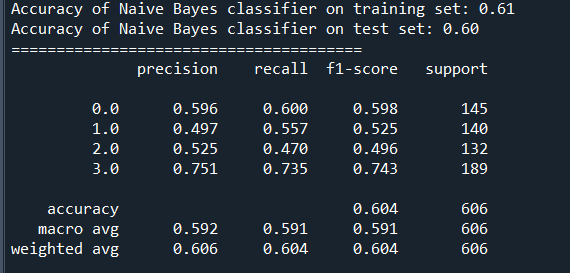 Accuracy of Naive Bayes classifier on training set: 0.61
Accuracy of Naive Bayes classifier on test set: 0.60
=======================================
precision recall f1-score support
0.0 0.596 0.600 0.598 145
1.0 0.497 0.557 0.525 140
2.0 0.525 0.470 0.496 132
3.0 0.751 0.735 0.743 189
accuracy 0.604 606
macro avg 0.592 0.591 0.591 606
weighted avg 0.606 0.604 0.604 606